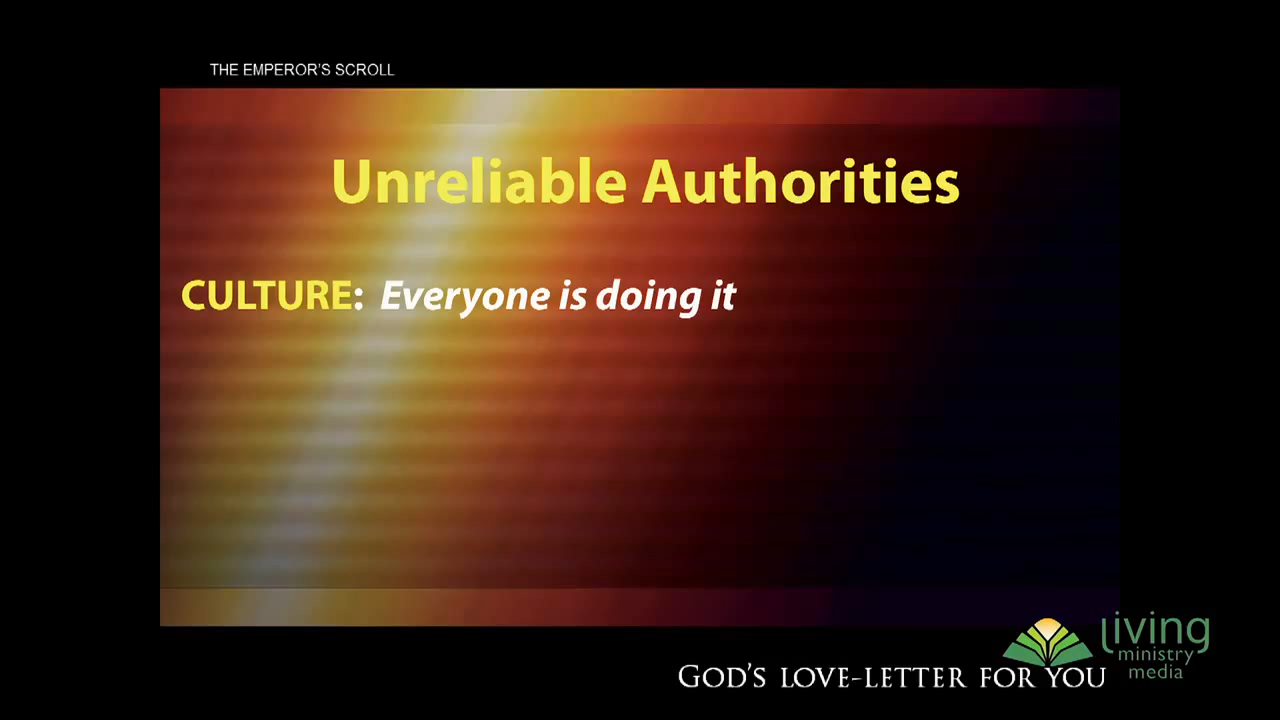 THE EMPEROR'S SCROLL
Unreliable Authorities
CULTURE: Everyone is doing it
living
ministry
media
GOD'S LOVE-LETTER FOR YOU